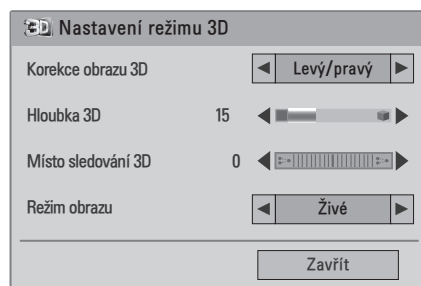 3D Nastavení režimu 3D
Korekce obrazu 3D ◀ Levý/pravý ▶
Hloubka 3D 15
Místo sledování 3D 0
Režim obrazu ◀ Živé ▶
Zavřít